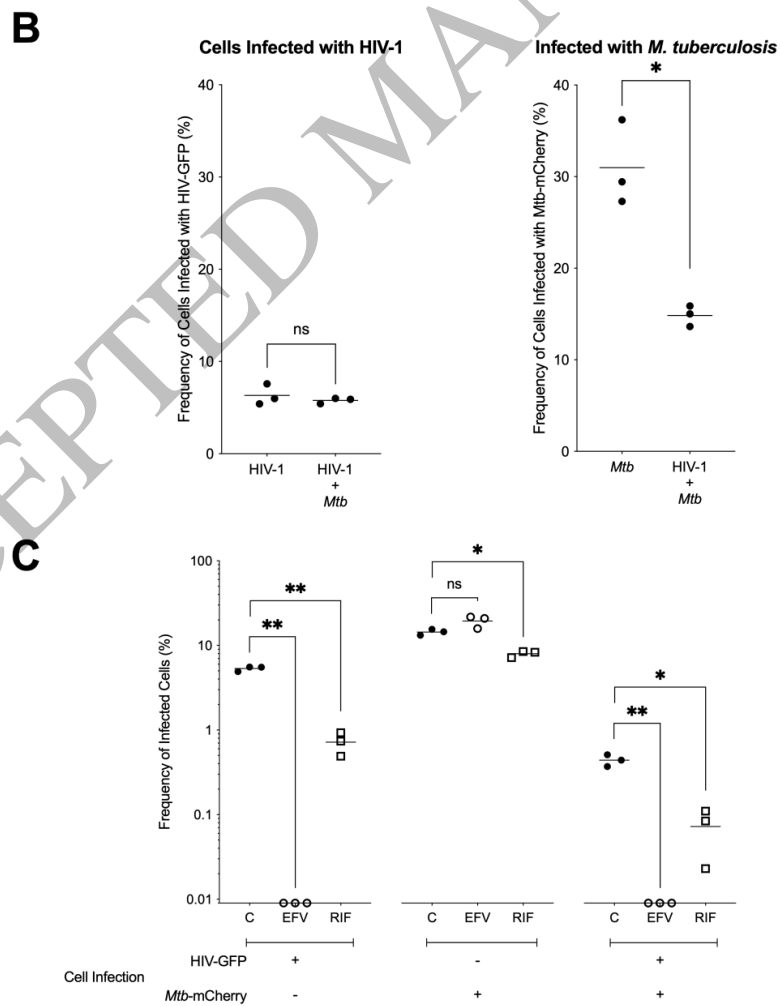 B
Cells Infected with HIV-1
Frequency of Cells Infected with HIV-GFP (%)
40
30
20
10
0
ns
HIV-1
HIV-1
+
Mtb
Infected with M. tuberculosis
Frequency of Cells Infected with Mtb-mCherry (%)
40
30
20
10
0
*
Mtb
HIV-1
+
Mtb
C
Frequency of Infected Cells (%)
100
10
1
0.1
0.01
**
**
*
ns
*
**
C EFV RIF
C EFV RIF
C EFV RIF
Cell Infection
HIV-GFP + - +
Mtb-mCherry - + +
EPTED MA